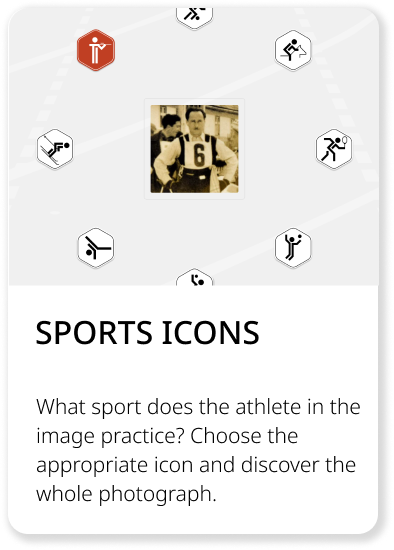 6
SPORTS ICONS
What sport does the athlete in the
image practice? Choose the
appropriate icon and discover the
whole photograph.